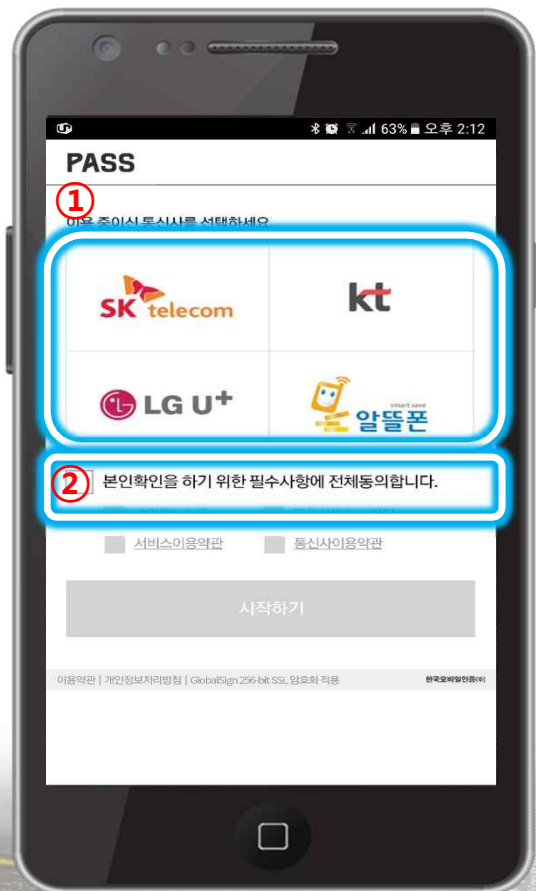 63% 오후 2:12
PASS
①
이용 중이신 통신사를 선택하세요.
SK telecom
kt
LG U+
smart save
알뜰폰
② 본인확인을 하기 위한 필수사항에 전체동의합니다.
서비스이용약관 통신사이용약관
시작하기
이용약관 | 개인정보처리방침 | GlobalSign 256-bit SSL 암호화 적용 한국모바일인증(주)